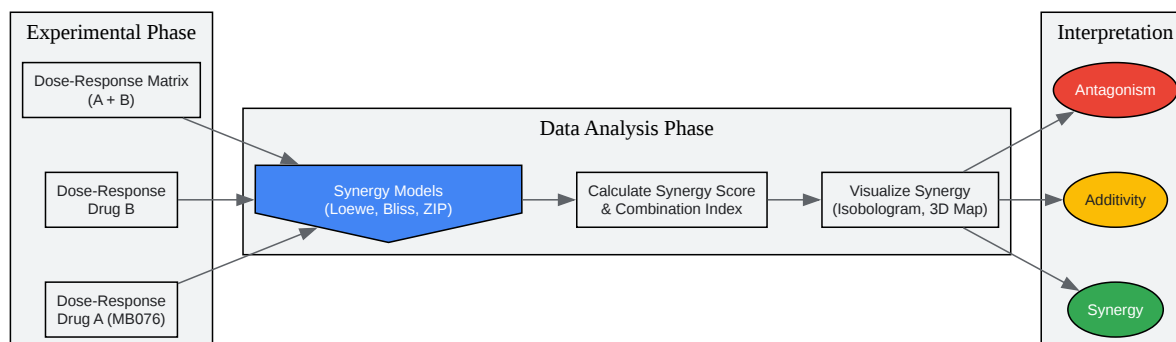 Experimental Phase
Dose-Response Matrix
(A + B)
Dose-Response
Drug B
Dose-Response
Drug A (MB076)
Data Analysis Phase
Synergy Models
(Loewe, Bliss, ZIP)
Calculate Synergy Score
& Combination Index
Visualize Synergy
(Isobologram, 3D Map)
Interpretation
Antagonism
Additivity
Synergy